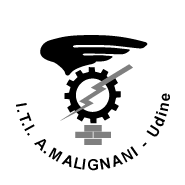 I.T.I. A.MALIGNANI - Udine